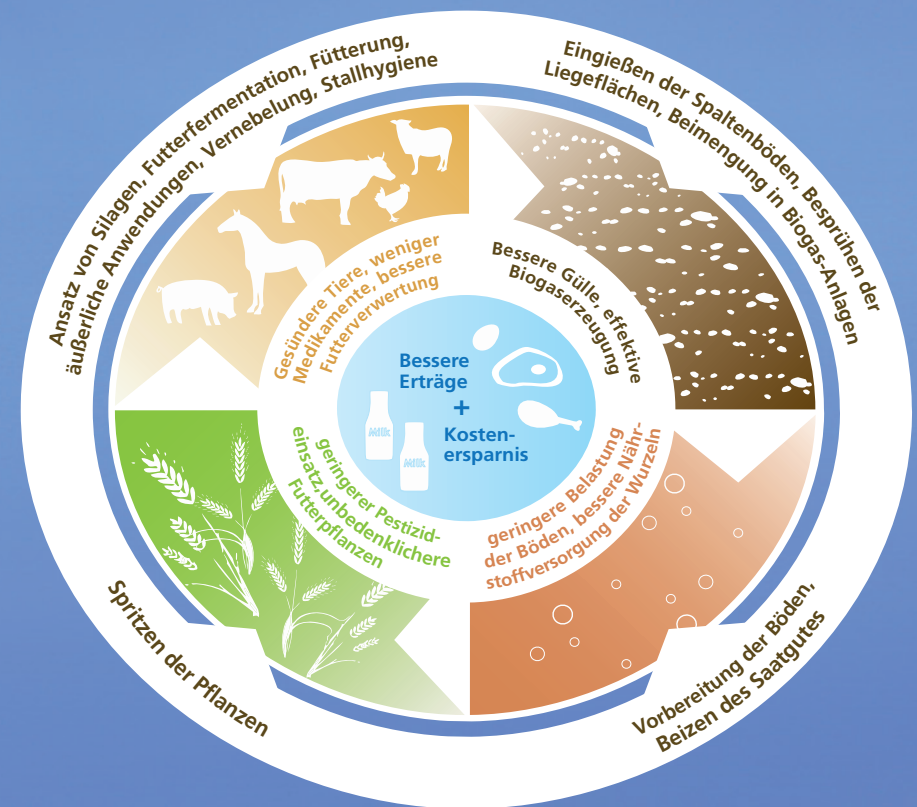 Ansatz von Silagen, Futterfermentation, Fütterung,
äußerliche Anwendungen, Vernebelung, Stallhygiene
Eingießen der Spaltenböden, Besprühen der
Liegeflächen, Beimengung in Biogas-Anlagen
Gesündere Tiere, weniger
Medikamente, bessere
Futterverwertung
Bessere Gülle, effektive
Biogaserzeugung
Bessere
Erträge
+
Kosten-
ersparnis
Milk
Milk
geringerer Pestizid-
einsatz, unbedenklichere
Futterpflanzen
geringere Belastung
der Böden, bessere Nähr-
stoffversorgung der Wurzeln
Spritzen der Pflanzen
Vorbereitung der Böden,
Beizen des Saatgutes